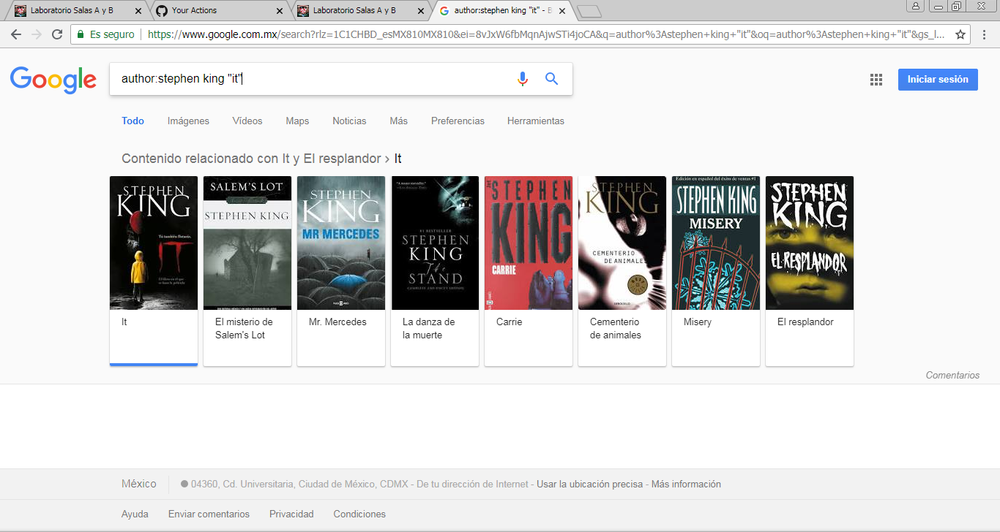 Laboratorio Salas A y B
Your Actions
Laboratorio Salas A y B
author:stephen king "it" - B
Es seguro
https://www.google.com.mx/search?rlz=1C1CHBD_esMX810MX810&ei=8vJxW6fbMqnAjwSTi4joCA&q=author%3Astephen+king+"it"&oq=author%3Astephen+king+"it"&gs_l...
Google
author:stephen king "it"
Iniciar sesión
Todo Imágenes Vídeos Maps Noticias Más Preferencias Herramientas
Contenido relacionado con It y El resplandor › It
STEPHEN
KING
Tú también flotarás.
IT
SALEM'S LOT
STEPHEN KING
STEPHEN
KING
MR MERCEDES
#1 BESTSELLER
STEPHEN
KING
The
STAND
STEPHEN
KING
CARRIE
STEPHEN
KING
CEMENTERIO
DE ANIMALES
Edición en español del éxito de ventas #1
STEPHEN KING
MISERY
STEPHEN
KING
EL RESPLANDOR
It
El misterio de
Salem's Lot
Mr. Mercedes
La danza de
la muerte
Carrie
Cementerio
de animales
Misery
El resplandor
Comentarios
México
04360, Cd. Universitaria, Ciudad de México, CDMX - De tu dirección de Internet - Usar la ubicación precisa - Más información
Ayuda Enviar comentarios Privacidad Condiciones